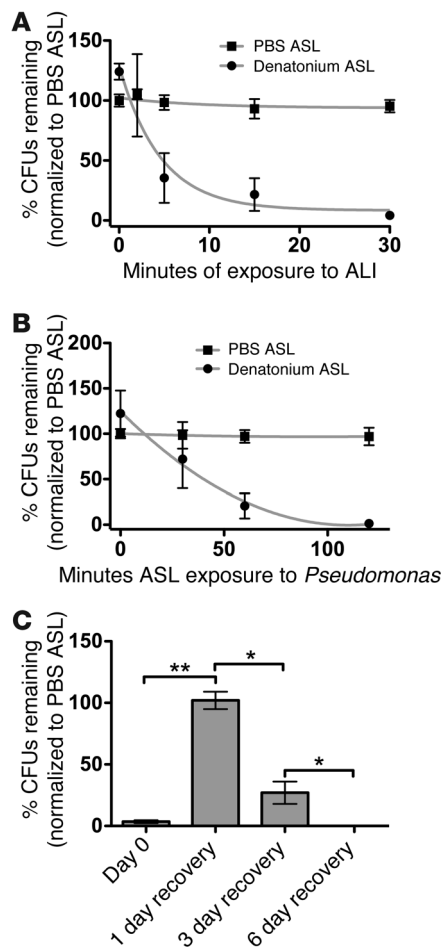 A
% CFUs remaining
(normalized to PBS ASL)
150
100
50
0
PBS ASL
Denatonium ASL
0
10
20
30
Minutes of exposure to ALI
B
% CFUs remaining
(normalized to PBS ASL)
200
150
100
50
0
PBS ASL
Denatonium ASL
0
50
100
Minutes ASL exposure to Pseudomonas
C
% CFUs remaining
(normalized to PBS ASL)
150
100
50
0
**
*
*
Day 0
1 day recovery
3 day recovery
6 day recovery